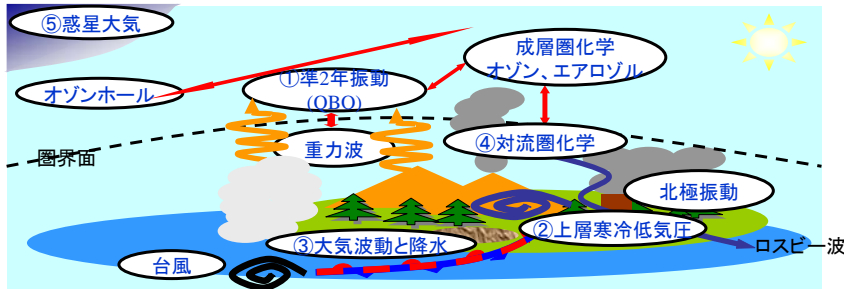 ⑤惑星大気
成層圏化学
オゾン、エアロゾル
①準2年振動
(QBO)
オゾンホール
④対流圏化学
重力波
圏界面
北極振動
②上層寒冷低気圧
③大気波動と降水
ロスビー波
台風